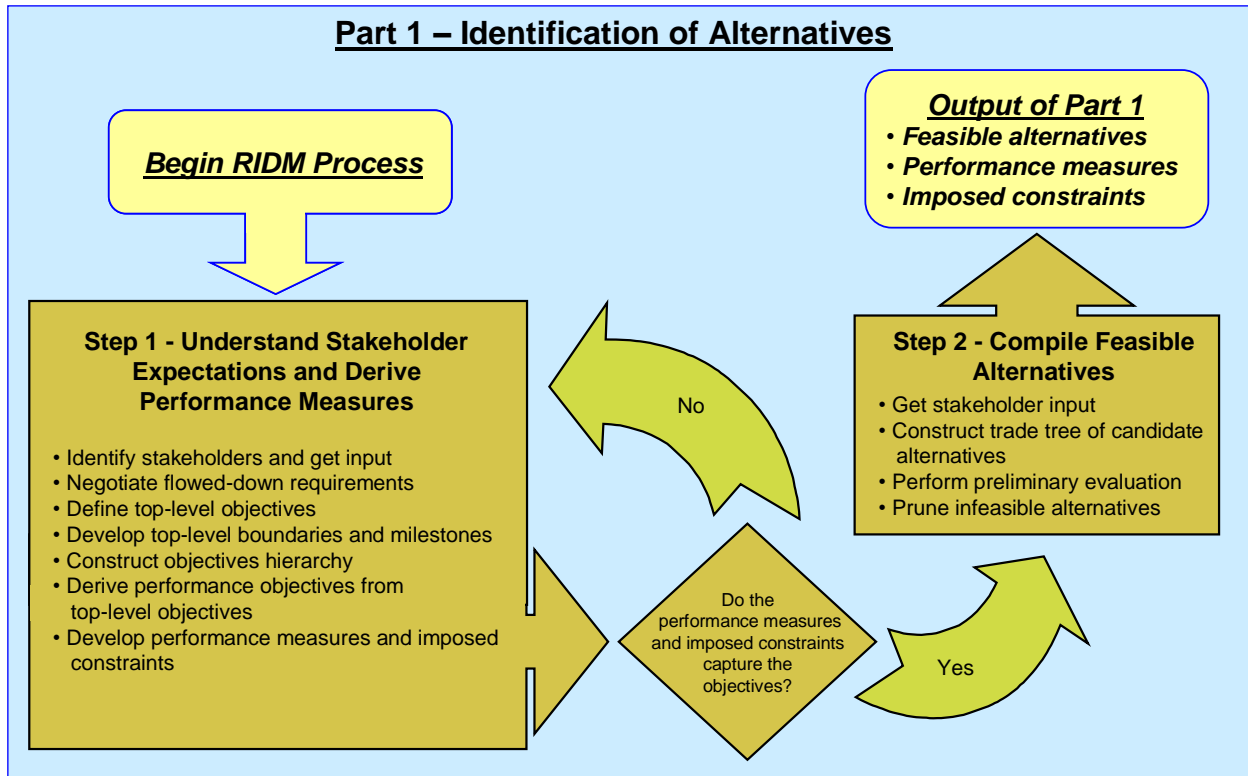 Part 1 – Identification of Alternatives
Begin RIDM Process
Output of Part 1
• Feasible alternatives
• Performance measures
• Imposed constraints
Step 1 - Understand Stakeholder
Expectations and Derive
Performance Measures
• Identify stakeholders and get input
• Negotiate flowed-down requirements
• Define top-level objectives
• Develop top-level boundaries and milestones
• Construct objectives hierarchy
• Derive performance objectives from
top-level objectives
• Develop performance measures and imposed
constraints
No
Do the
performance measures
and imposed constraints
capture the
objectives?
Yes
Step 2 - Compile Feasible
Alternatives
• Get stakeholder input
• Construct trade tree of candidate
alternatives
• Perform preliminary evaluation
• Prune infeasible alternatives